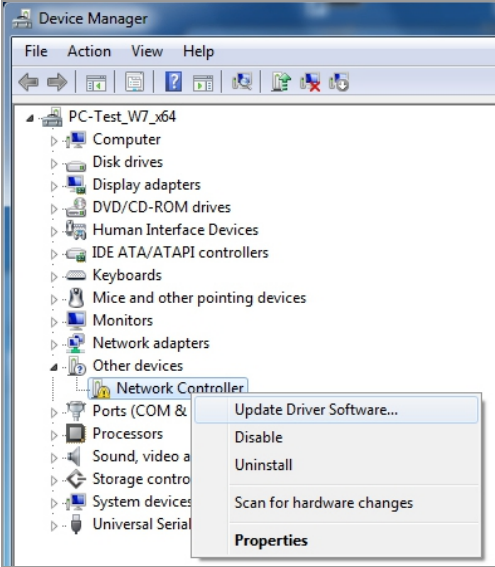 Device Manager
File Action View Help
PC-Test_W7_x64
Computer
Disk drives
Display adapters
DVD/CD-ROM drives
Human Interface Devices
IDE ATA/ATAPI controllers
Keyboards
Mice and other pointing devices
Monitors
Network adapters
Other devices
Network Controller
Ports (COM &
Processors
Sound, video a
Storage contro
System devices
Universal Serial
Update Driver Software...
Disable
Uninstall
Scan for hardware changes
Properties